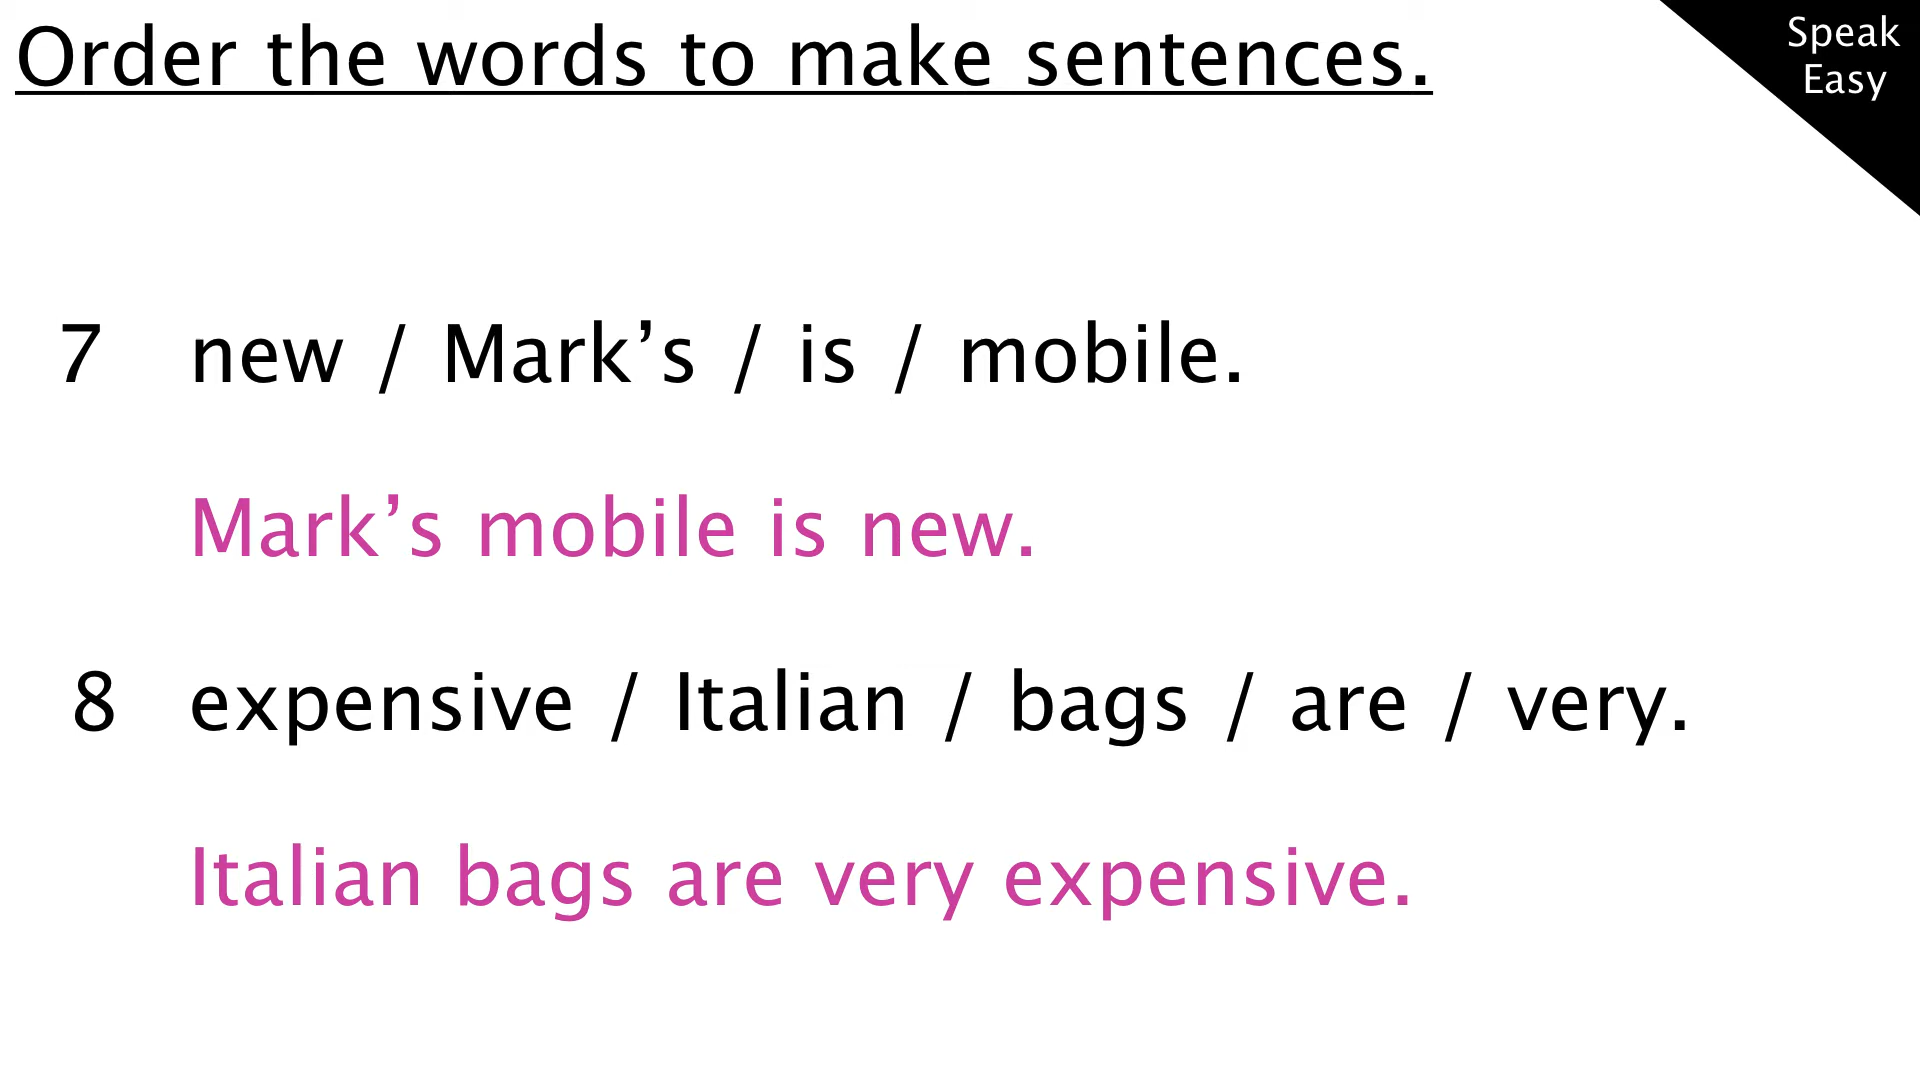 Order the words to make sentences.
Speak
Easy
7 new / Mark’s / is / mobile.
Mark’s mobile is new.
8 expensive / Italian / bags / are / very.
Italian bags are very expensive.